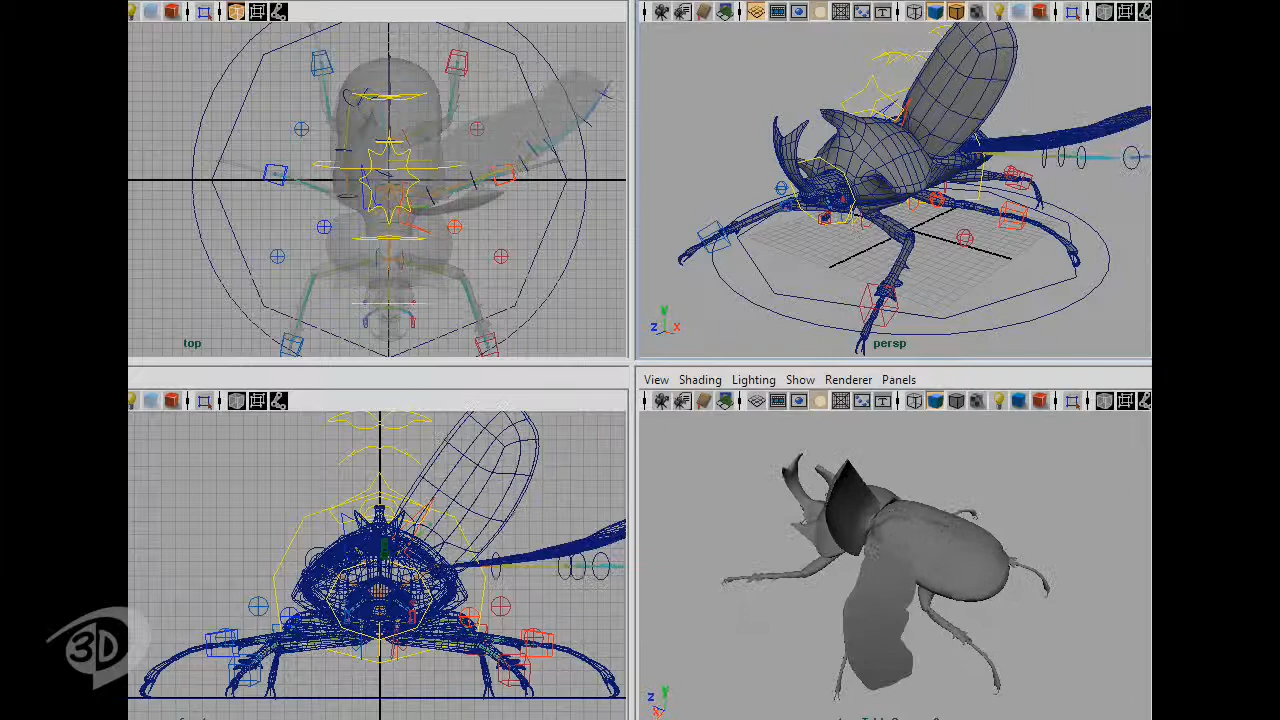 top
y
z x
persp
View Shading Lighting Show Renderer Panels
3D
y
z
x